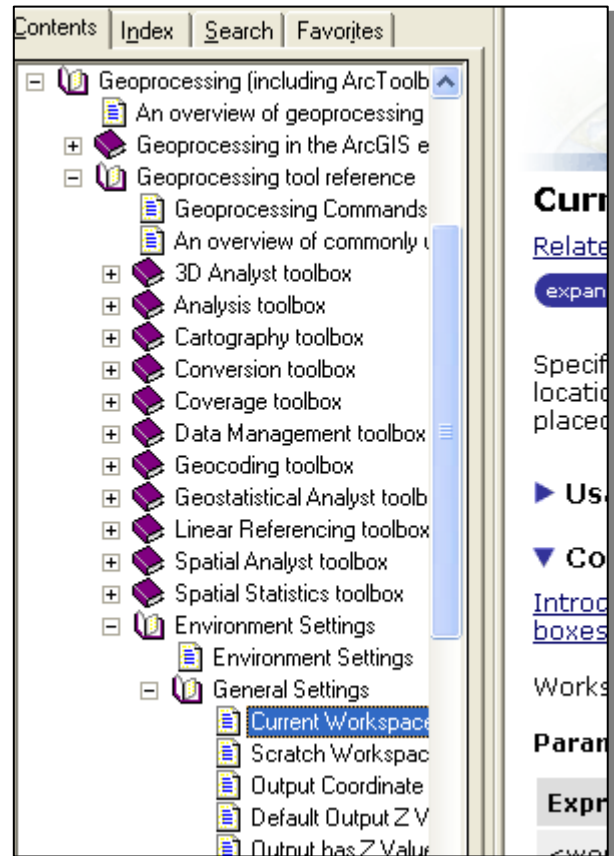 Contents Index Search Favorites
Geoprocessing (including ArcToolb
An overview of geoprocessing
Geoprocessing in the ArcGIS e
Geoprocessing tool reference
Geoprocessing Commands
An overview of commonly
3D Analyst toolbox
Analysis toolbox
Cartography toolbox
Conversion toolbox
Coverage toolbox
Data Management toolbox
Geocoding toolbox
Geostatistical Analyst toolb
Linear Referencing toolbox
Spatial Analyst toolbox
Spatial Statistics toolbox
Environment Settings
Environment Settings
General Settings
Current Workspace
Scratch Workspac
Output Coordinate
Default Output Z V
Output has Z Value
Curr
Relate
expan
Specif
locatio
placed
Us
Co
Introd
boxes
Works
Param
Expr
<wor